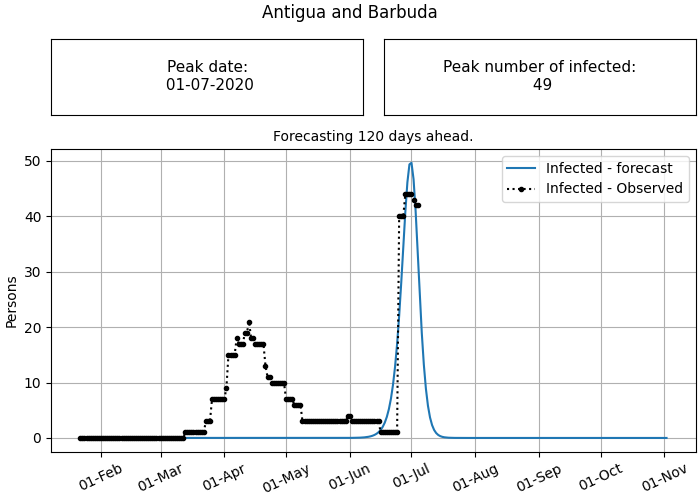 Antigua and Barbuda
Peak date:
01-07-2020
Peak number of infected:
49
Forecasting 120 days ahead.
Infected - forecast
Infected - Observed
Persons
50
40
30
20
10
0
01-Feb
01-Mar
01-Apr
01-May
01-Jun
01-Jul
01-Aug
01-Sep
01-Oct
01-Nov